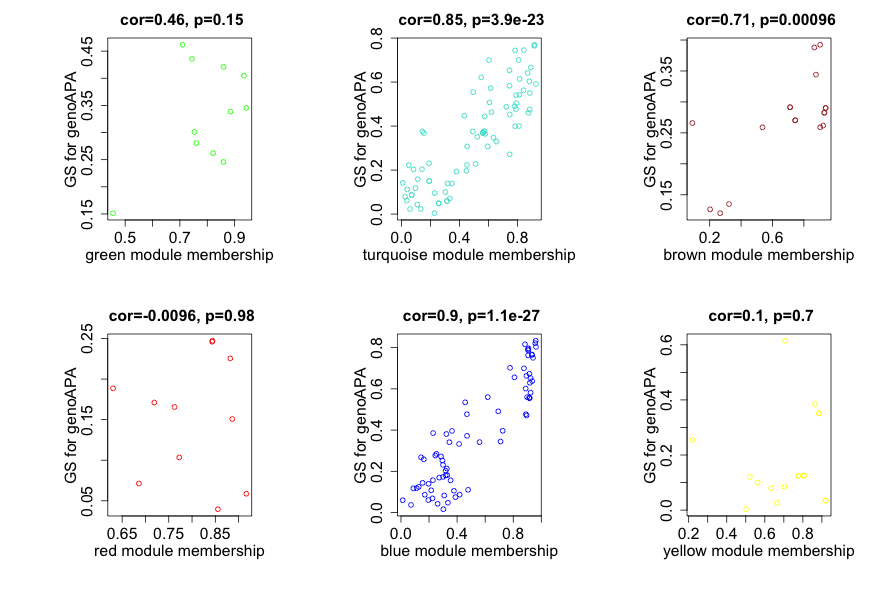 cor=0.46, p=0.15
GS for genoAPA
0.15 0.25 0.35 0.45
0.5 0.7 0.9
green module membership
cor=0.85, p=3.9e-23
GS for genoAPA
0.0 0.2 0.4 0.6 0.8
0.0 0.4 0.8
turquoise module membership
cor=0.71, p=0.00096
GS for genoAPA
0.15 0.25 0.35
0.2 0.6
brown module membership
cor=-0.0096, p=0.98
GS for genoAPA
0.05 0.15 0.25
0.65 0.75 0.85
red module membership
cor=0.9, p=1.1e-27
GS for genoAPA
0.0 0.2 0.4 0.6 0.8
0.0 0.4 0.8
blue module membership
cor=0.1, p=0.7
GS for genoAPA
0.0 0.2 0.4 0.6
0.2 0.4 0.6 0.8
yellow module membership